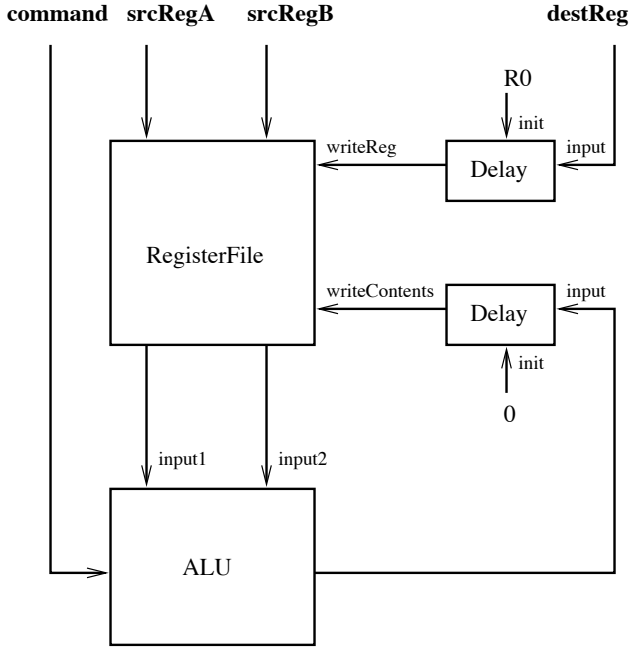 command srcRegA srcRegB destReg
R0
init
writeReg
input
Delay
RegisterFile
writeContents
input
Delay
init
0
input1
input2
ALU